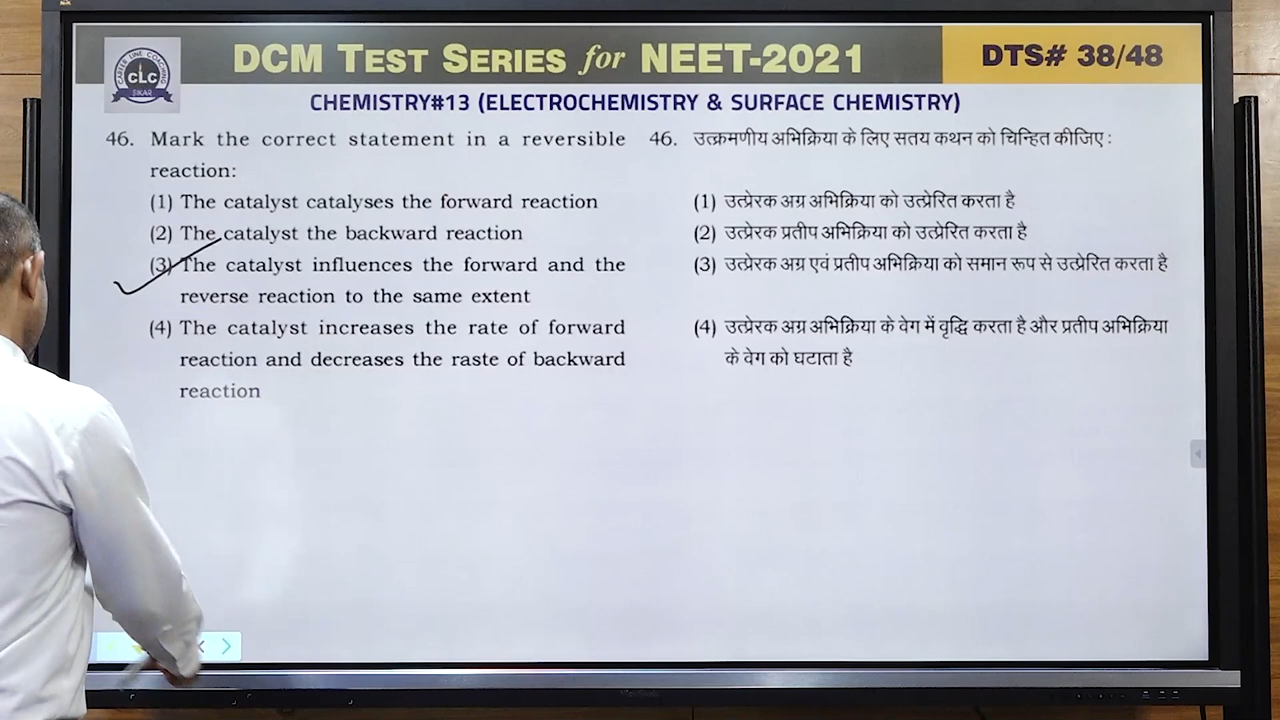 DCM TEST SERIES for NEET-2021
DTS# 38/48
CAREER LINE COACHING
CLC
SIKAR
CHEMISTRY#13 (ELECTROCHEMISTRY & SURFACE CHEMISTRY)
46. Mark the correct statement in a reversible
reaction:
(1) The catalyst catalyses the forward reaction
(2) The catalyst the backward reaction
(3) The catalyst influences the forward and the
reverse reaction to the same extent
(4) The catalyst increases the rate of forward
reaction and decreases the raste of backward
reaction
46. उत्क्रमणीय अभिक्रिया के लिए सतय कथन को चिन्हित कीजिए :
(1) उत्प्रेरक अग्र अभिक्रिया को उत्प्रेरित करता है
(2) उत्प्रेरक प्रतीप अभिक्रिया को उत्प्रेरित करता है
(3) उत्प्रेरक अग्र एवं प्रतीप अभिक्रिया को समान रूप से उत्प्रेरित करता है
(4) उत्प्रेरक अग्र अभिक्रिया के वेग में वृद्धि करता है और प्रतीप अभिक्रिया
के वेग को घटाता है